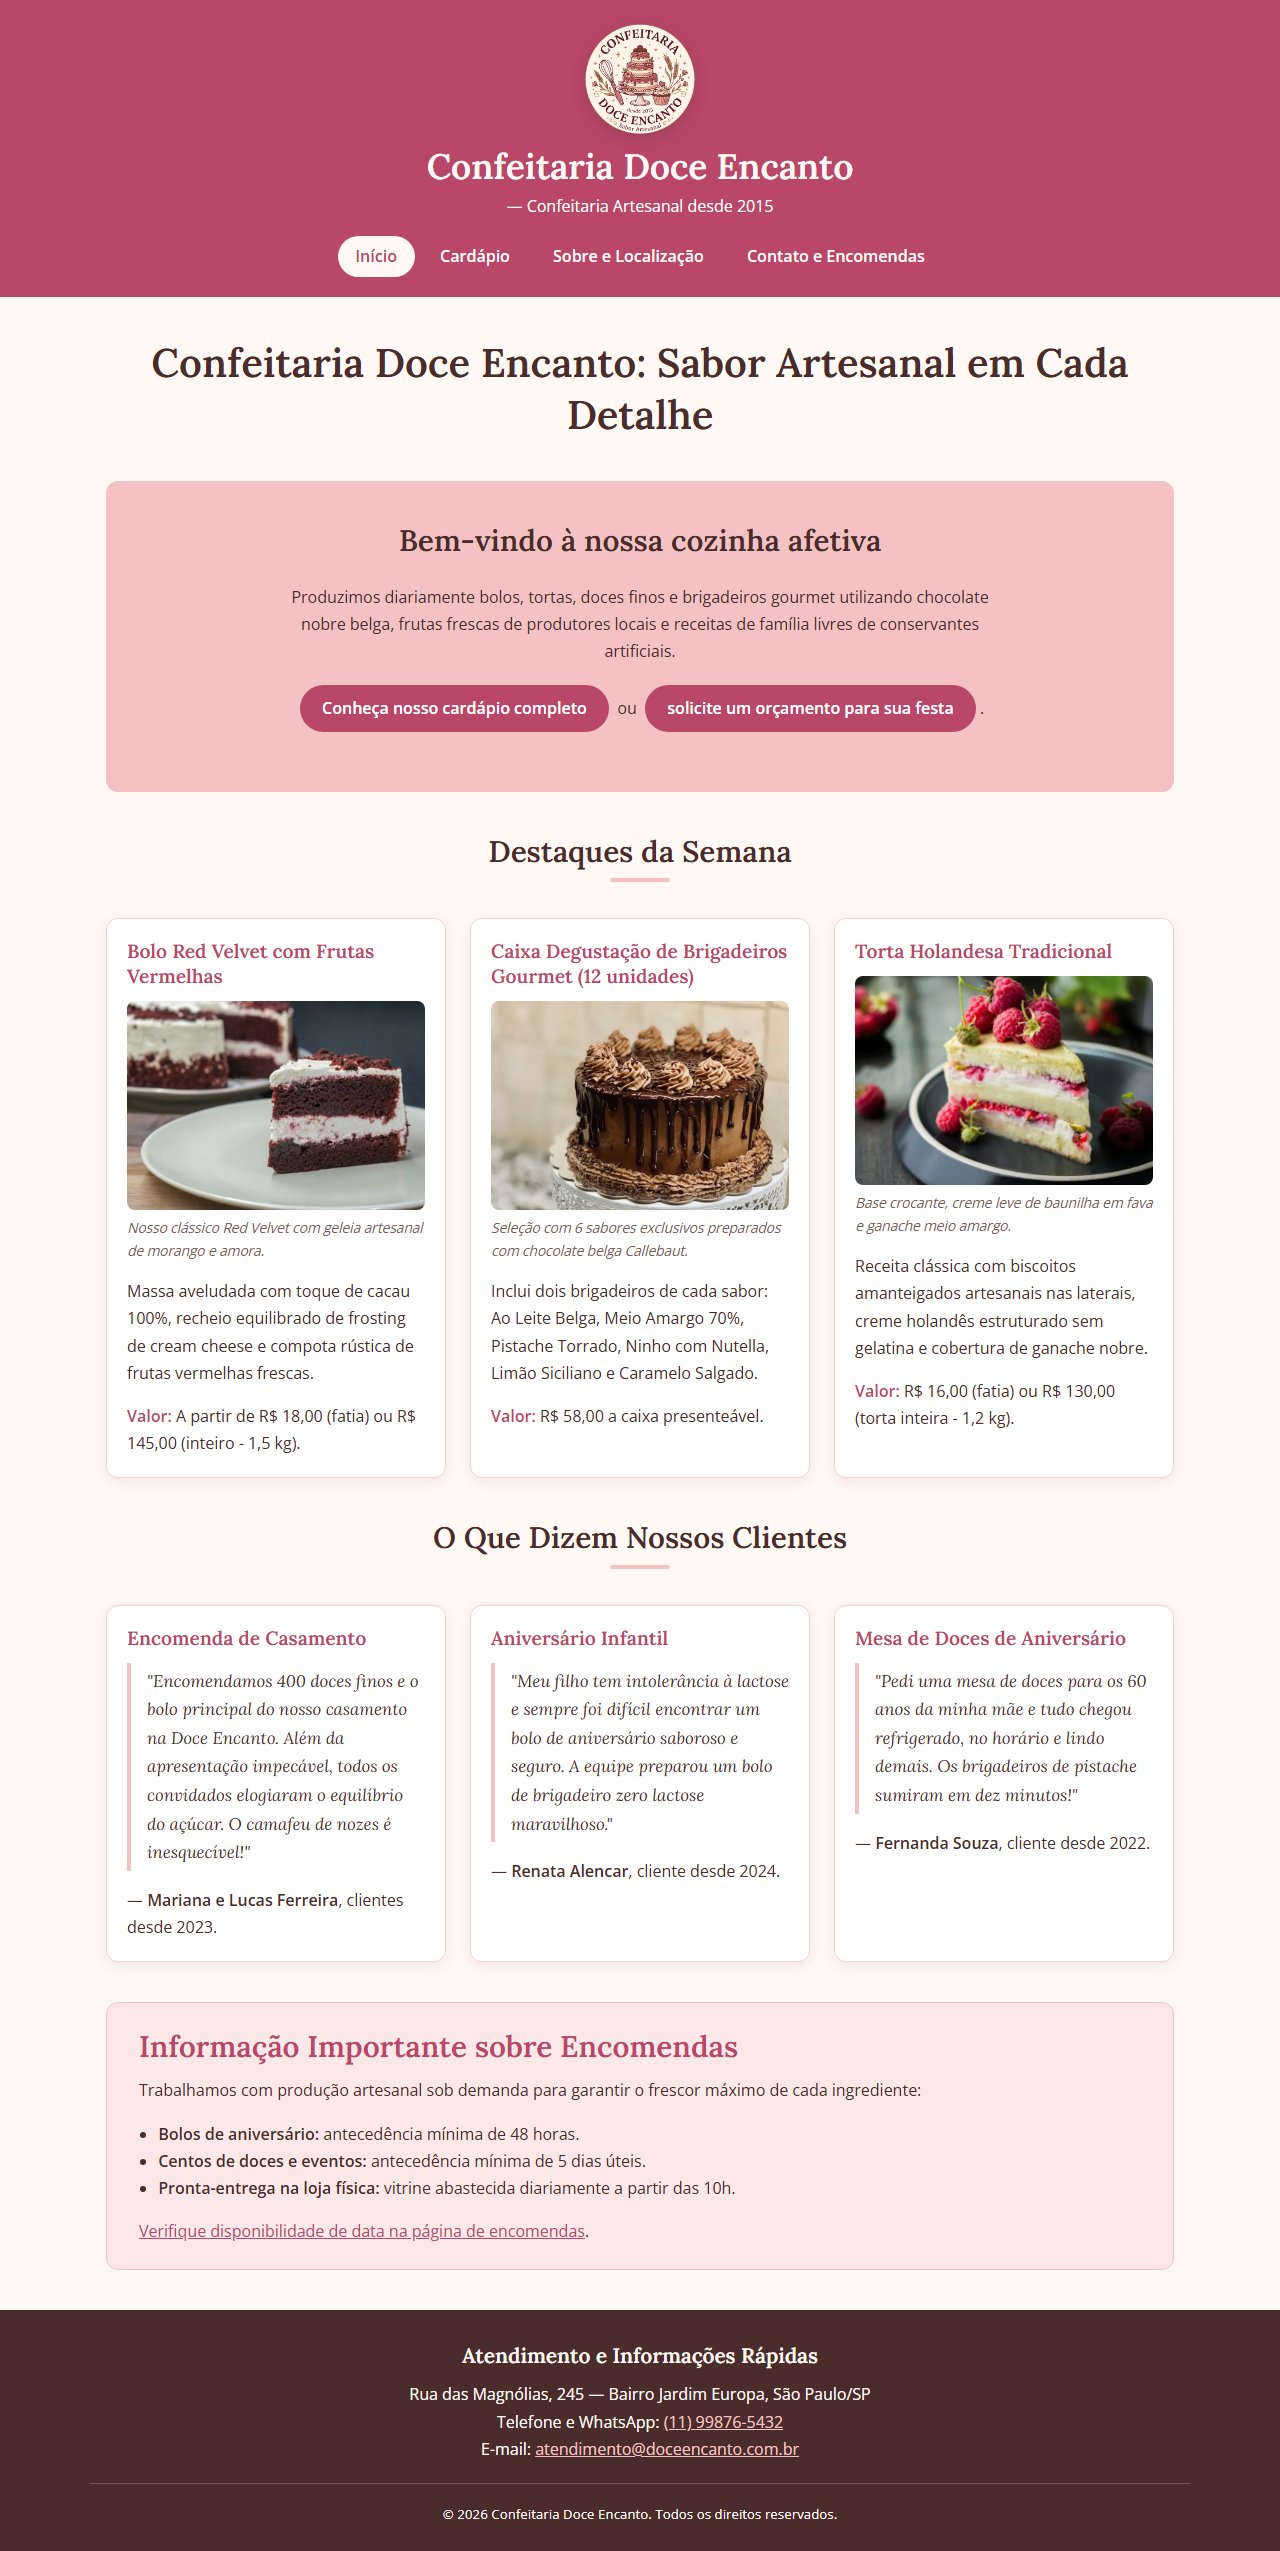 CONFEITARIA
desde 2015
DOCE ENCANTO
Sabor Artesanal
Confeitaria Doce Encanto
— Confeitaria Artesanal desde 2015
Início Cardápio Sobre e Localização Contato e Encomendas
Confeitaria Doce Encanto: Sabor Artesanal em Cada
Detalhe
Bem-vindo à nossa cozinha afetiva
Produzimos diariamente bolos, tortas, doces finos e brigadeiros gourmet utilizando chocolate
nobre belga, frutas frescas de produtores locais e receitas de família livres de conservantes
artificiais.
Conheça nosso cardápio completo ou solicite um orçamento para sua festa .
Destaques da Semana
Bolo Red Velvet com Frutas
Vermelhas
Nosso clássico Red Velvet com geleia artesanal
de morango e amora.
Massa aveludada com toque de cacau
100%, recheio equilibrado de frosting
de cream cheese e compota rústica de
frutas vermelhas frescas.
Valor: A partir de R$ 18,00 (fatia) ou R$
145,00 (inteiro - 1,5 kg).
Caixa Degustação de Brigadeiros
Gourmet (12 unidades)
Seleção com 6 sabores exclusivos preparados
com chocolate belga Callebaut.
Inclui dois brigadeiros de cada sabor:
Ao Leite Belga, Meio Amargo 70%,
Pistache Torrado, Ninho com Nutella,
Limão Siciliano e Caramelo Salgado.
Valor: R$ 58,00 a caixa presenteável.
Torta Holandesa Tradicional
Base crocante, creme leve de baunilha em fava
e ganache meio amargo.
Receita clássica com biscoitos
amanteigados artesanais nas laterais,
creme holandês estruturado sem
gelatina e cobertura de ganache nobre.
Valor: R$ 16,00 (fatia) ou R$ 130,00
(torta inteira - 1,2 kg).
O Que Dizem Nossos Clientes
Encomenda de Casamento
"Encomendamos 400 doces finos e o
bolo principal do nosso casamento
na Doce Encanto. Além da
apresentação impecável, todos os
convidados elogiaram o equilíbrio
do açúcar. O camafeu de nozes é
inesquecível!"
— Mariana e Lucas Ferreira, clientes
desde 2023.
Aniversário Infantil
"Meu filho tem intolerância à lactose
e sempre foi difícil encontrar um
bolo de aniversário saboroso e
seguro. A equipe preparou um bolo
de brigadeiro zero lactose
maravilhoso."
— Renata Alencar, cliente desde 2024.
Mesa de Doces de Aniversário
"Pedi uma mesa de doces para os 60
anos da minha mãe e tudo chegou
refrigerado, no horário e lindo
demais. Os brigadeiros de pistache
sumiram em dez minutos!"
— Fernanda Souza, cliente desde 2022.
Informação Importante sobre Encomendas
Trabalhamos com produção artesanal sob demanda para garantir o frescor máximo de cada ingrediente:
• Bolos de aniversário: antecedência mínima de 48 horas.
• Centos de doces e eventos: antecedência mínima de 5 dias úteis.
• Pronta-entrega na loja física: vitrine abastecida diariamente a partir das 10h.
Verifique disponibilidade de data na página de encomendas.
Atendimento e Informações Rápidas
Rua das Magnólias, 245 — Bairro Jardim Europa, São Paulo/SP
Telefone e WhatsApp: (11) 99876-5432
E-mail: atendimento@doceencanto.com.br
© 2026 Confeitaria Doce Encanto. Todos os direitos reservados.